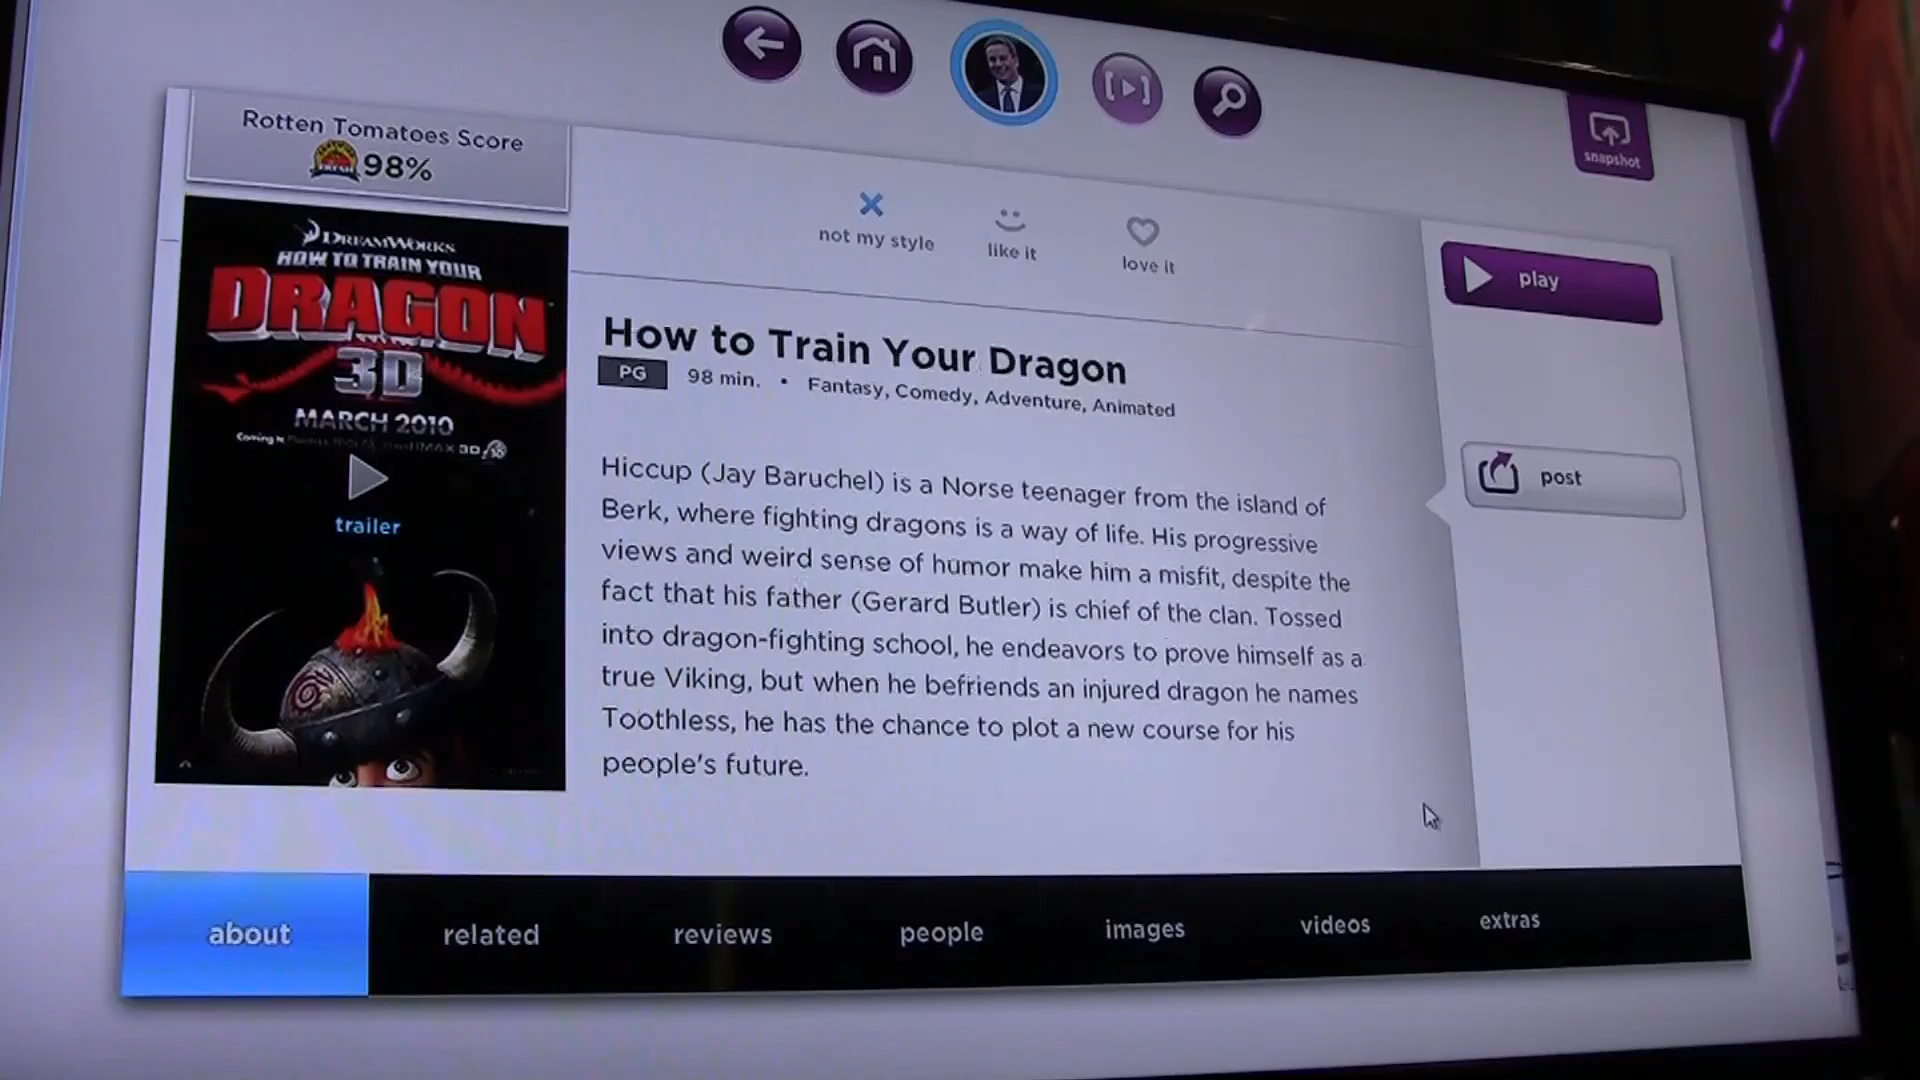 snapshot
Rotten Tomatoes Score
98%
not my style
like it
love it
DREAMWORKS
HOW TO TRAIN YOUR
DRAGON
3D
MARCH 2010
Coming in
IMAX 3D
trailer
How to Train Your Dragon
PG 98 min. • Fantasy, Comedy, Adventure, Animated
Hiccup (Jay Baruchel) is a Norse teenager from the island of
Berk, where fighting dragons is a way of life. His progressive
views and weird sense of humor make him a misfit, despite the
fact that his father (Gerard Butler) is chief of the clan. Tossed
into dragon-fighting school, he endeavors to prove himself as a
true Viking, but when he befriends an injured dragon he names
Toothless, he has the chance to plot a new course for his
people's future.
play
post
about
related
reviews
people
images
videos
extras